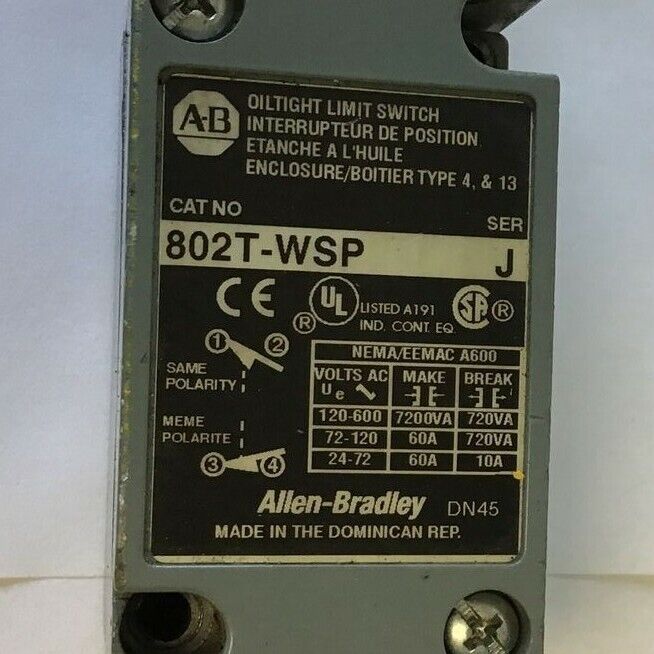 A-B
OILTIGHT LIMIT SWITCH
INTERRUPTEUR DE POSITION
ETANCHE A L'HUILE
ENCLOSURE/BOITIER TYPE 4, & 13
CAT NO
SER
802T-WSP J
CE UL ® LISTED A191
IND. CONT. EQ.
SA ®
1 2
SAME
POLARITY
MEME
POLARITE
3 4
NEMA/EEMAC A600
VOLTS AC MAKE BREAK
Ue
120-600 7200VA 720VA
72-120 60A 720VA
24-72 60A 10A
Allen-Bradley DN45
MADE IN THE DOMINICAN REP.